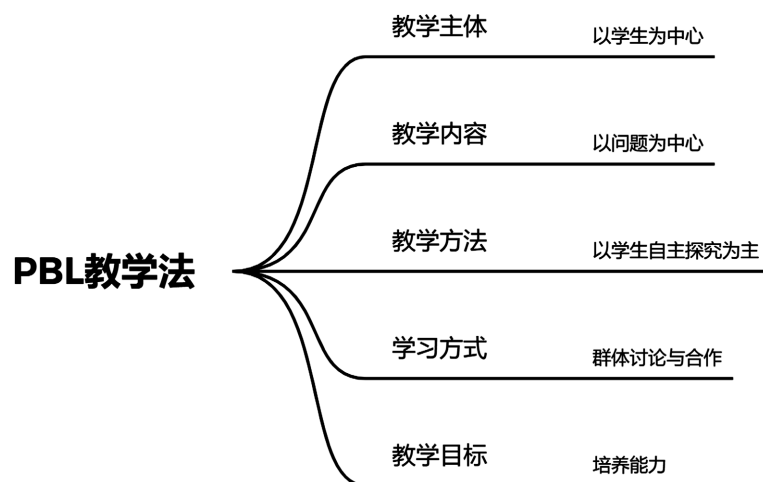 PBL教学法
教学主体 以学生为中心
教学内容 以问题为中心
教学方法 以学生自主探究为主
学习方式 群体讨论与合作
教学目标 培养能力